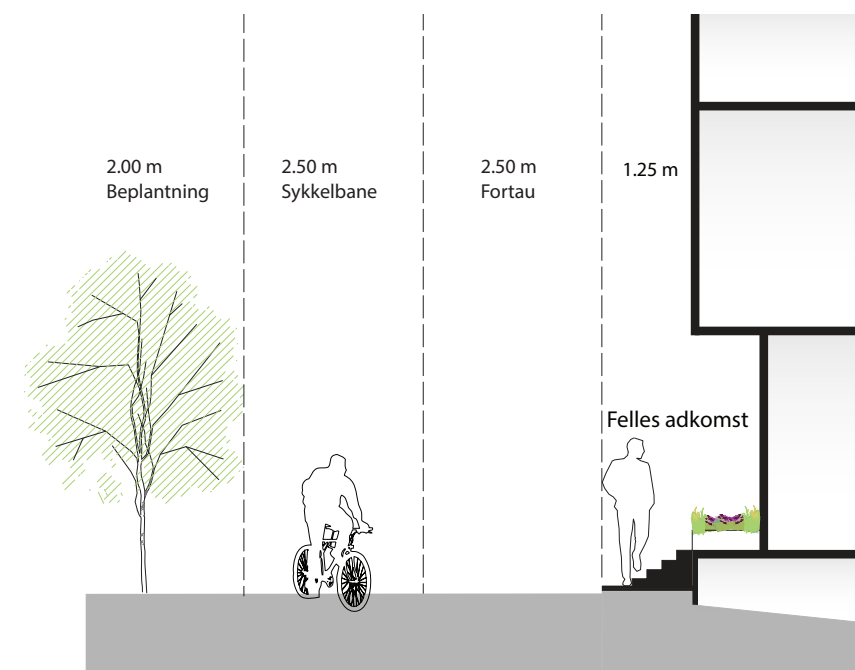 2.00 m
Beplantning
2.50 m
Sykkelbane
2.50 m
Fortau
1.25 m
Felles adkomst